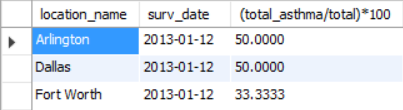 location_name surv_date (total_asthma/total)*100
Arlington 2013-01-12 50.0000
Dallas 2013-01-12 50.0000
Fort Worth 2013-01-12 33.3333